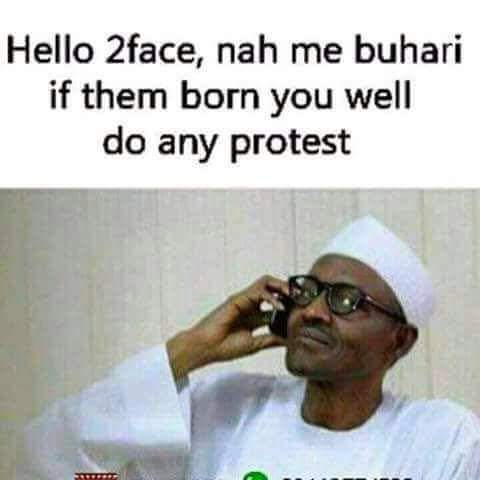 Hello 2face, nah me buhari
if them born you well
do any protest